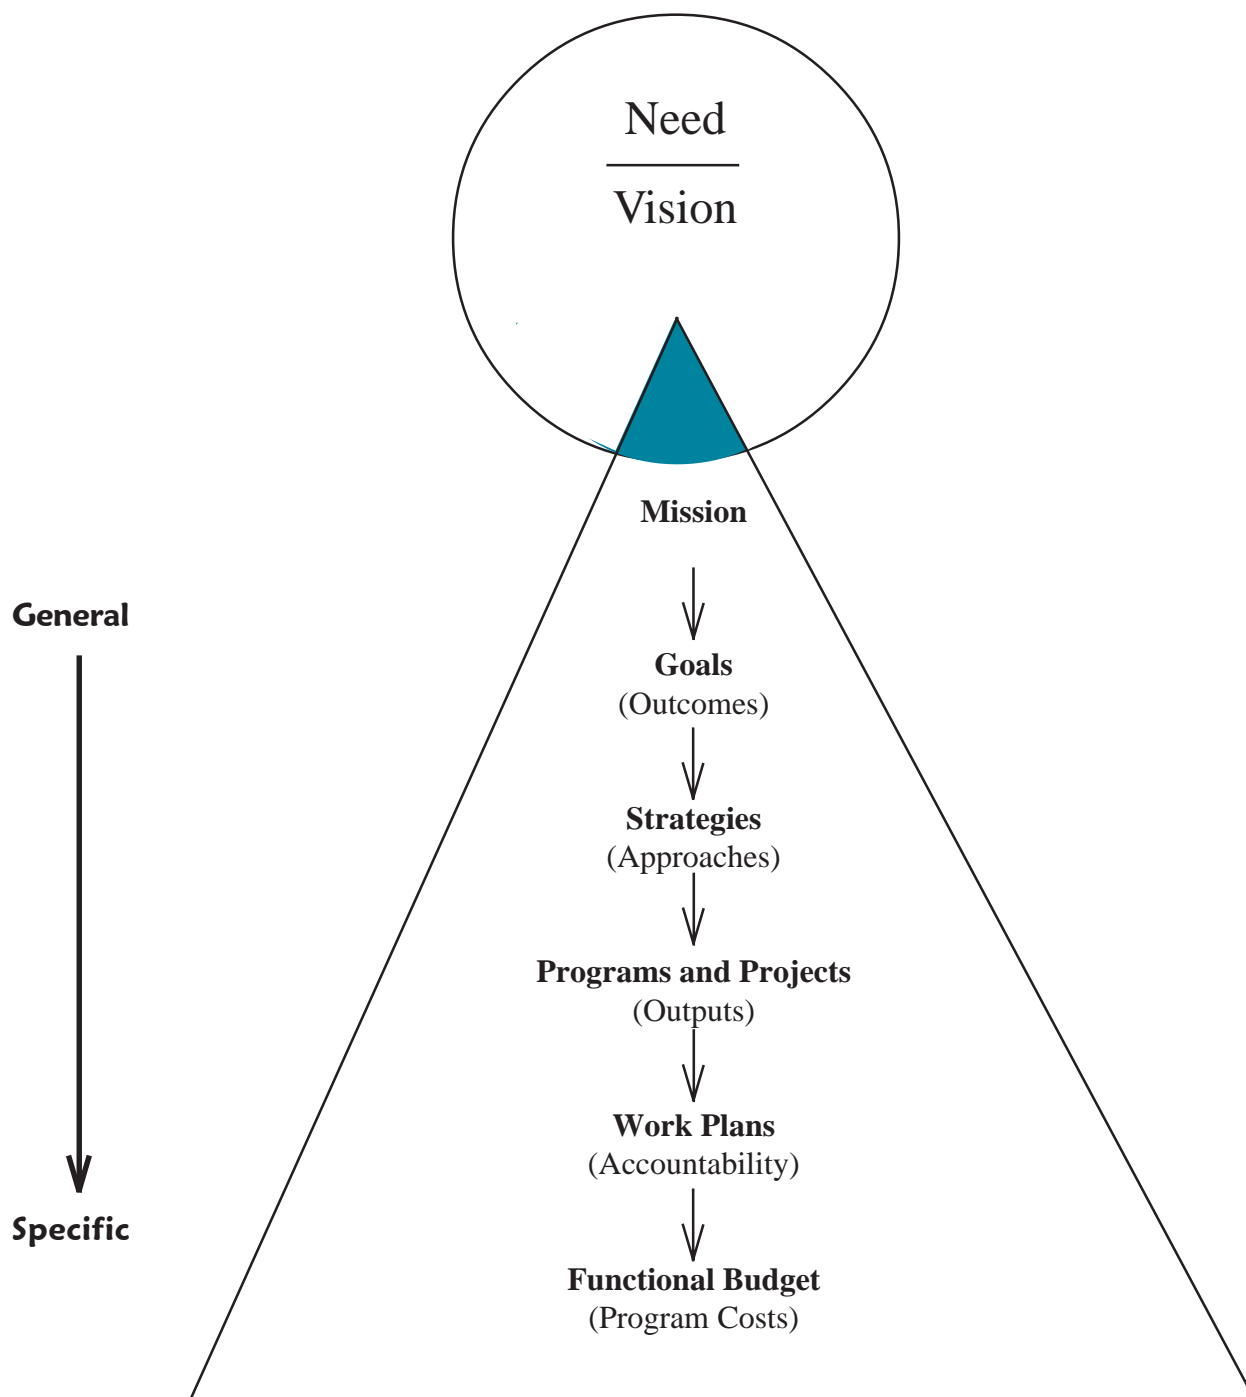 Need
Vision
Mission
General
Goals
(Outcomes)
Strategies
(Approaches)
Programs and Projects
(Outputs)
Work Plans
(Accountability)
Specific
Functional Budget
(Program Costs)